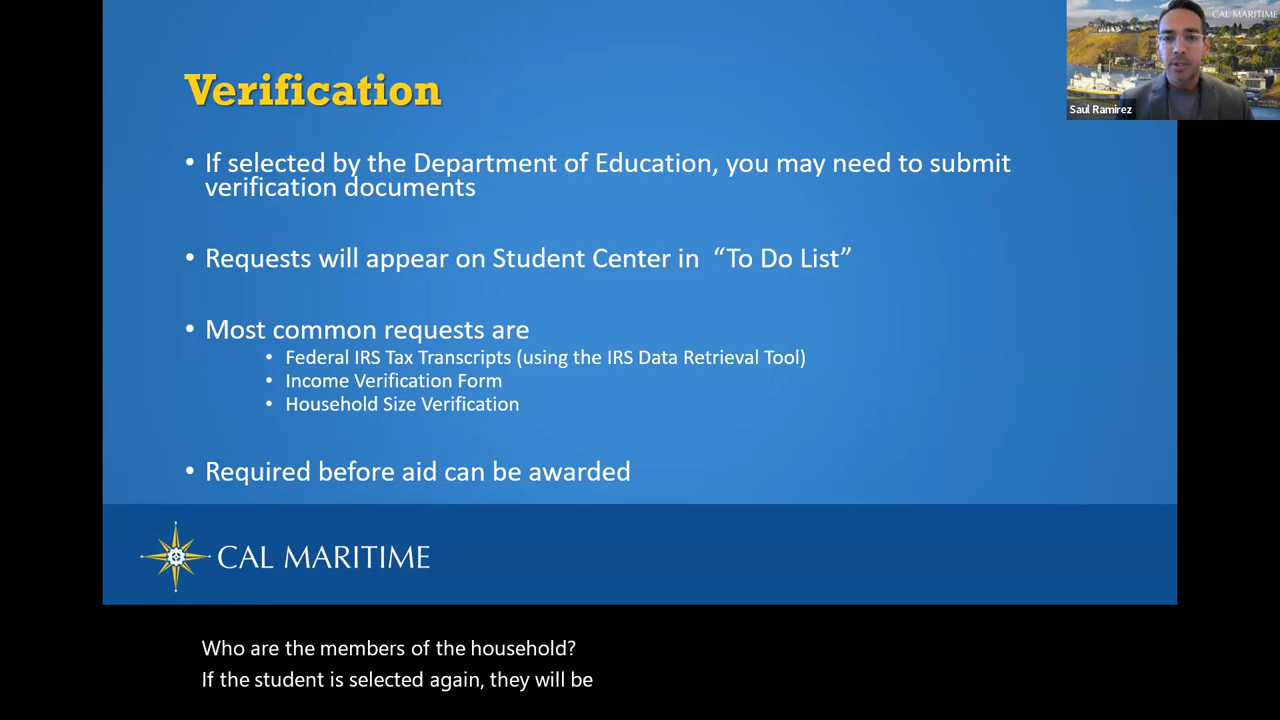 CAL MARITIME
Saul Ramirez
Verification
• If selected by the Department of Education, you may need to submit
verification documents
• Requests will appear on Student Center in “To Do List”
• Most common requests are
• Federal IRS Tax Transcripts (using the IRS Data Retrieval Tool)
• Income Verification Form
• Household Size Verification
• Required before aid can be awarded
CAL MARITIME
Who are the members of the household?
If the student is selected again, they will be